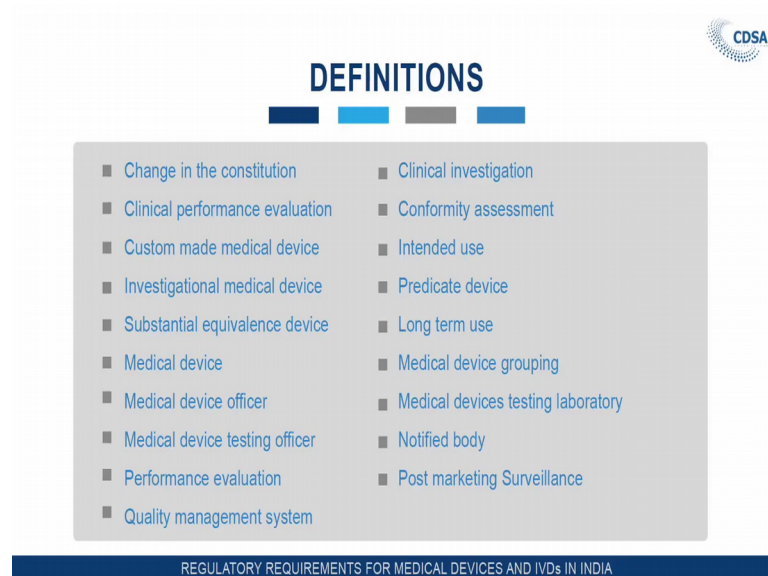 CDSA
DEFINITIONS
Change in the constitution
Clinical performance evaluation
Custom made medical device
Investigational medical device
Substantial equivalence device
Medical device
Medical device officer
Medical device testing officer
Performance evaluation
Quality management system
Clinical investigation
Conformity assessment
Intended use
Predicate device
Long term use
Medical device grouping
Medical devices testing laboratory
Notified body
Post marketing Surveillance
REGULATORY REQUIREMENTS FOR MEDICAL DEVICES AND IVDs IN INDIA